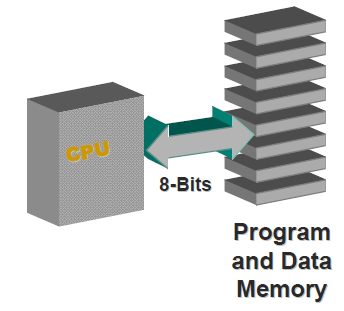 CPU
8-Bits
Program
and Data
Memory